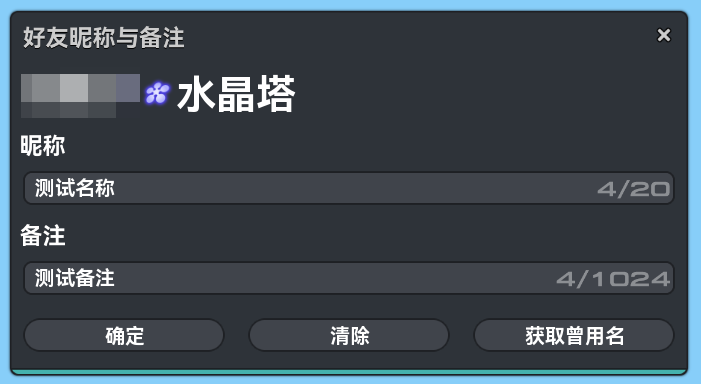 好友昵称与备注
水晶塔
昵称
测试名称 4/20
备注
测试备注 4/1024
确定 清除 获取曾用名